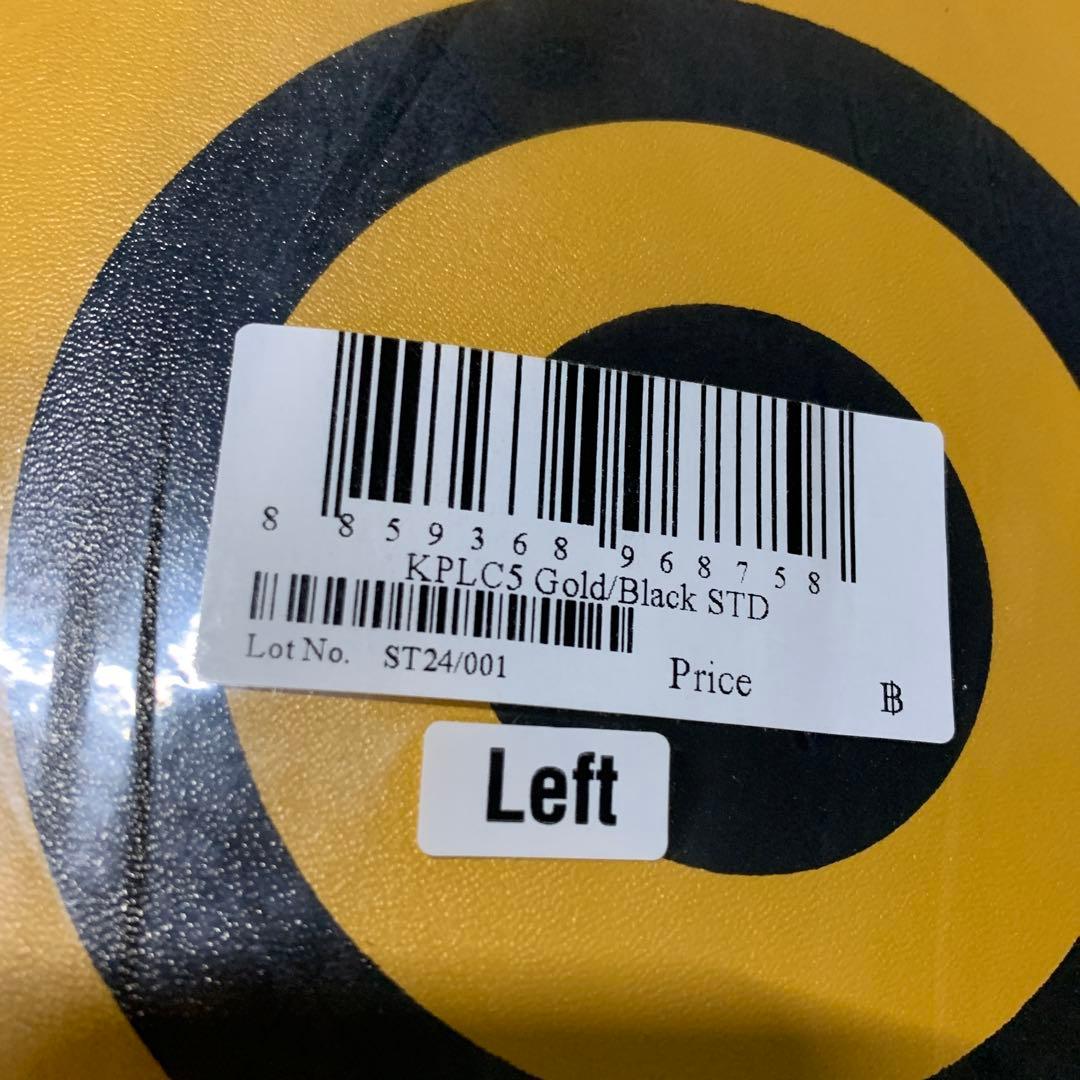 8 859368 968758
KPLC5 Gold/Black STD
Lot No. ST24/001
Price ฿
Left